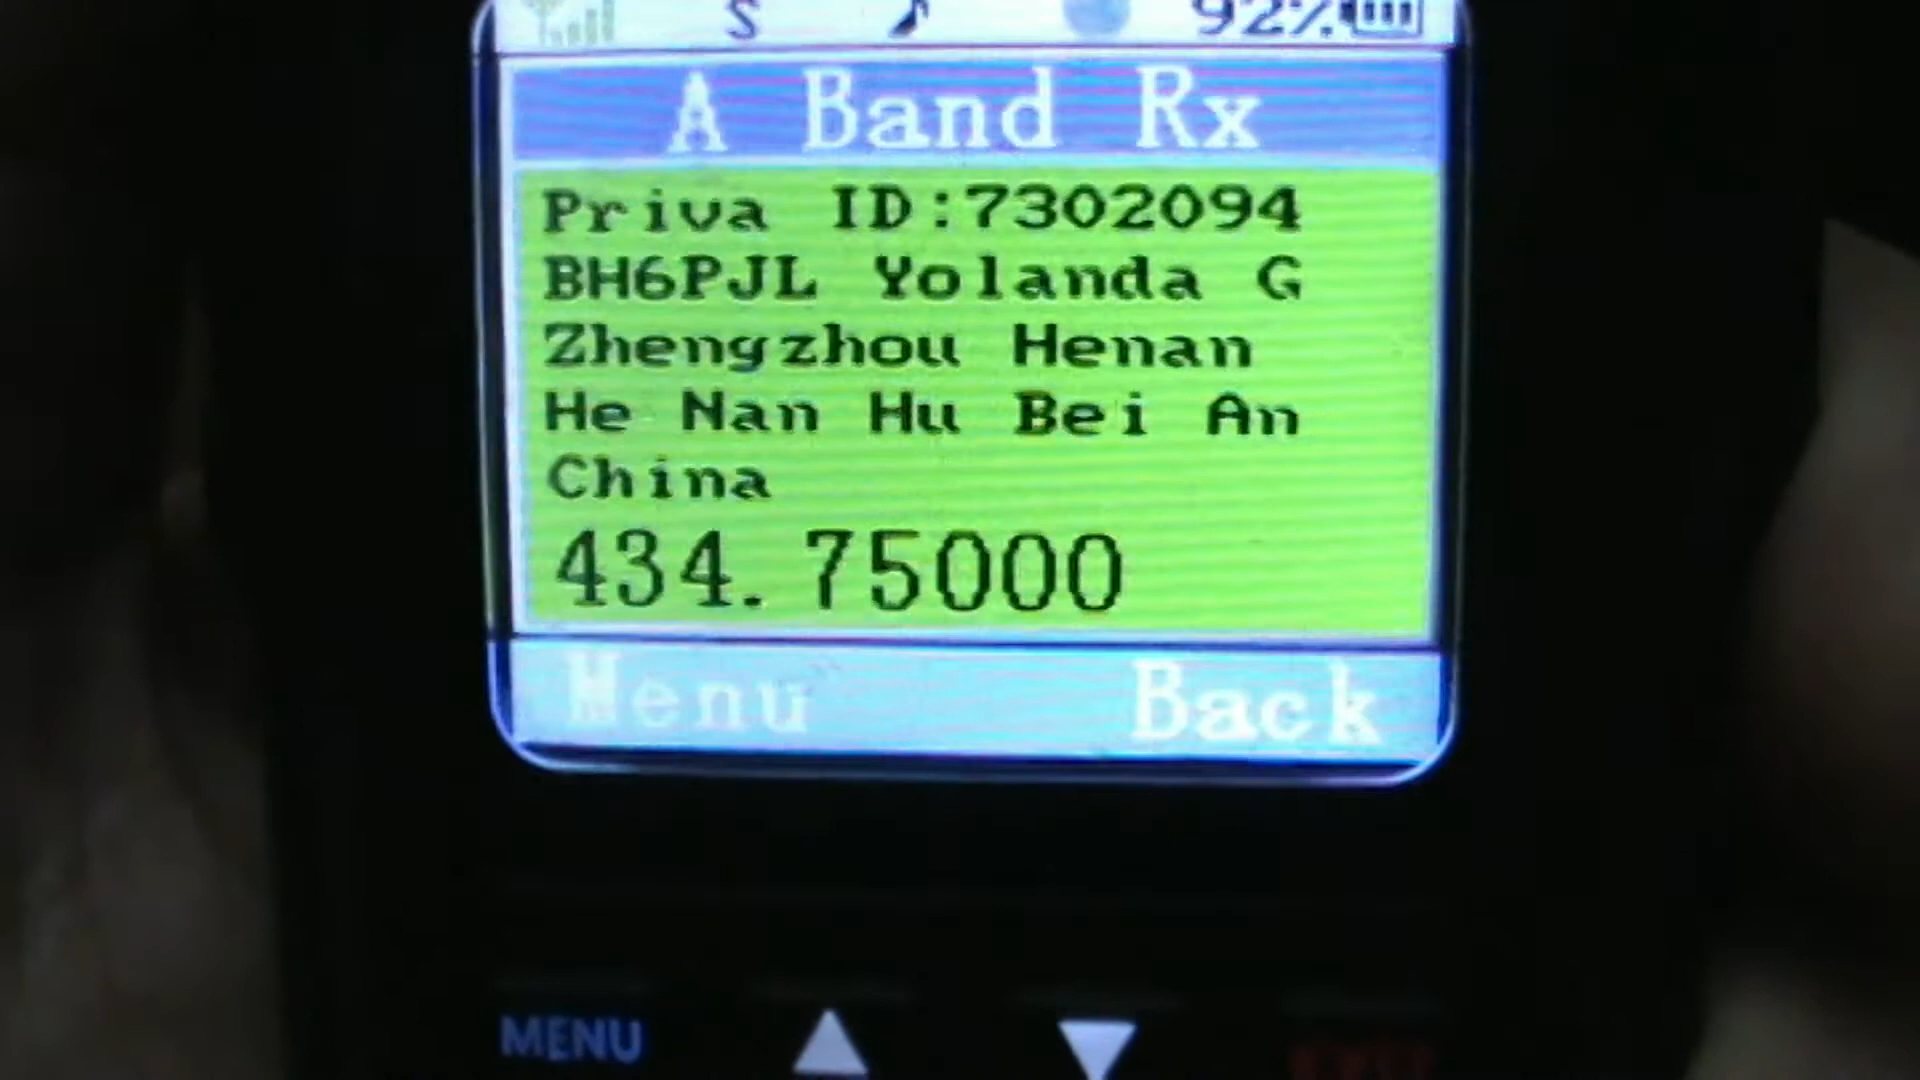 S 92%
A Band Rx
Priva ID:7302094
BH6PJL Yolanda G
Zhengzhou Henan
He Nan Hu Bei An
China
434.75000
Menu Back
MENU